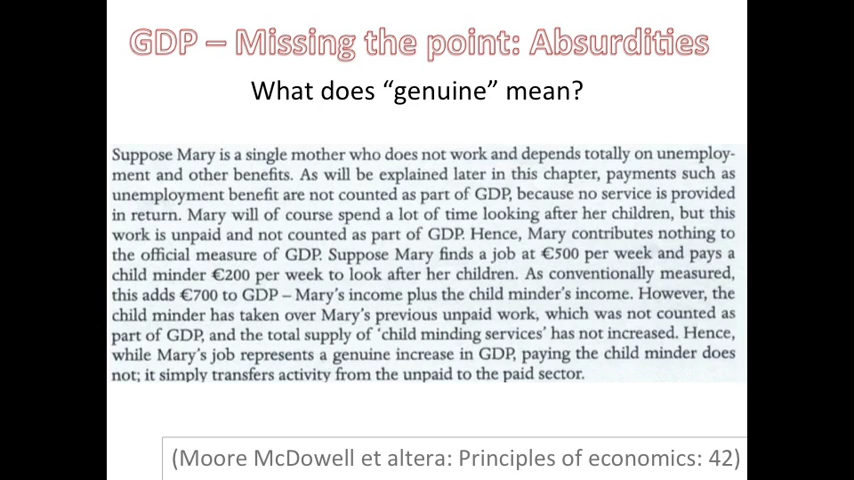 GDP – Missing the point: Absurdities
What does “genuine” mean?
Suppose Mary is a single mother who does not work and depends totally on unemploy-
ment and other benefits. As will be explained later in this chapter, payments such as
unemployment benefit are not counted as part of GDP, because no service is provided
in return. Mary will of course spend a lot of time looking after her children, but this
work is unpaid and not counted as part of GDP. Hence, Mary contributes nothing to
the official measure of GDP. Suppose Mary finds a job at €500 per week and pays a
child minder €200 per week to look after her children. As conventionally measured,
this adds €700 to GDP – Mary’s income plus the child minder’s income. However, the
child minder has taken over Mary’s previous unpaid work, which was not counted as
part of GDP, and the total supply of ‘child minding services’ has not increased. Hence,
while Mary’s job represents a genuine increase in GDP, paying the child minder does
not; it simply transfers activity from the unpaid to the paid sector.
(Moore McDowell et altera: Principles of economics: 42)